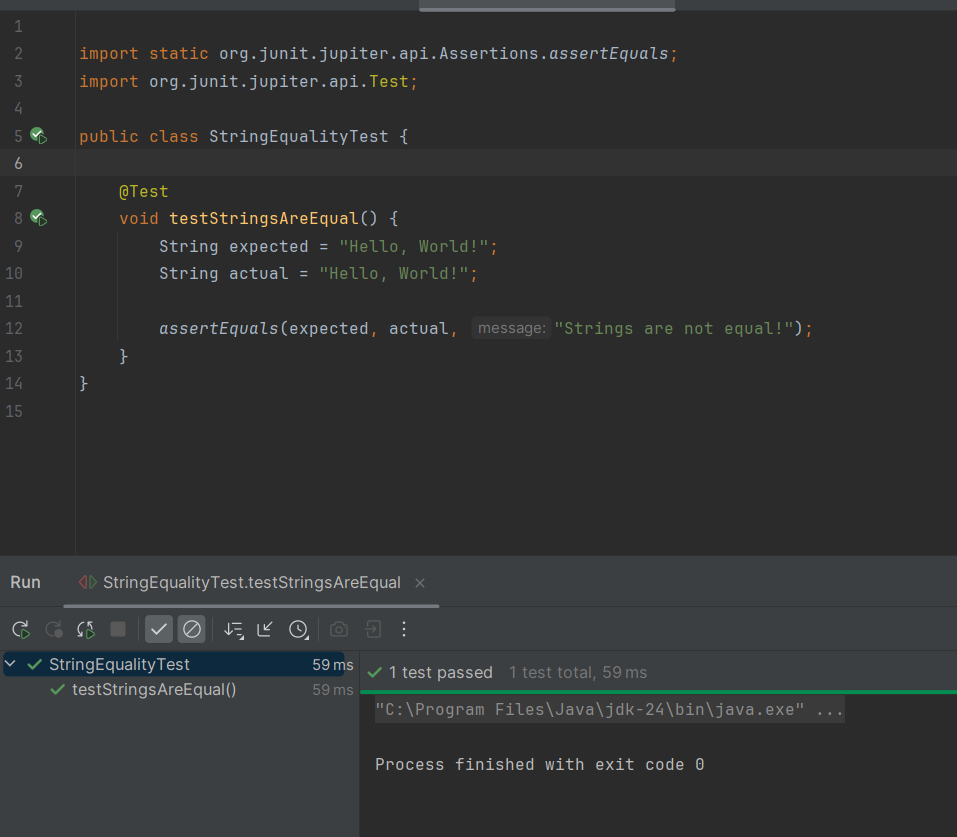 1
2 import static org.junit.jupiter.api.Assertions.assertEquals;
3 import org.junit.jupiter.api.Test;
4
5 public class StringEqualityTest {
6
7 @Test
8 void testStringsAreEqual() {
9 String expected = "Hello, World!";
10 String actual = "Hello, World!";
11
12 assertEquals(expected, actual, message: "Strings are not equal!");
13 }
14 }
15
Run StringEqualityTest.testStringsAreEqual
StringEqualityTest 59 ms
testStringsAreEqual() 59 ms
1 test passed 1 test total, 59 ms
"C:\Program Files\Java\jdk-24\bin\java.exe" ...
Process finished with exit code 0